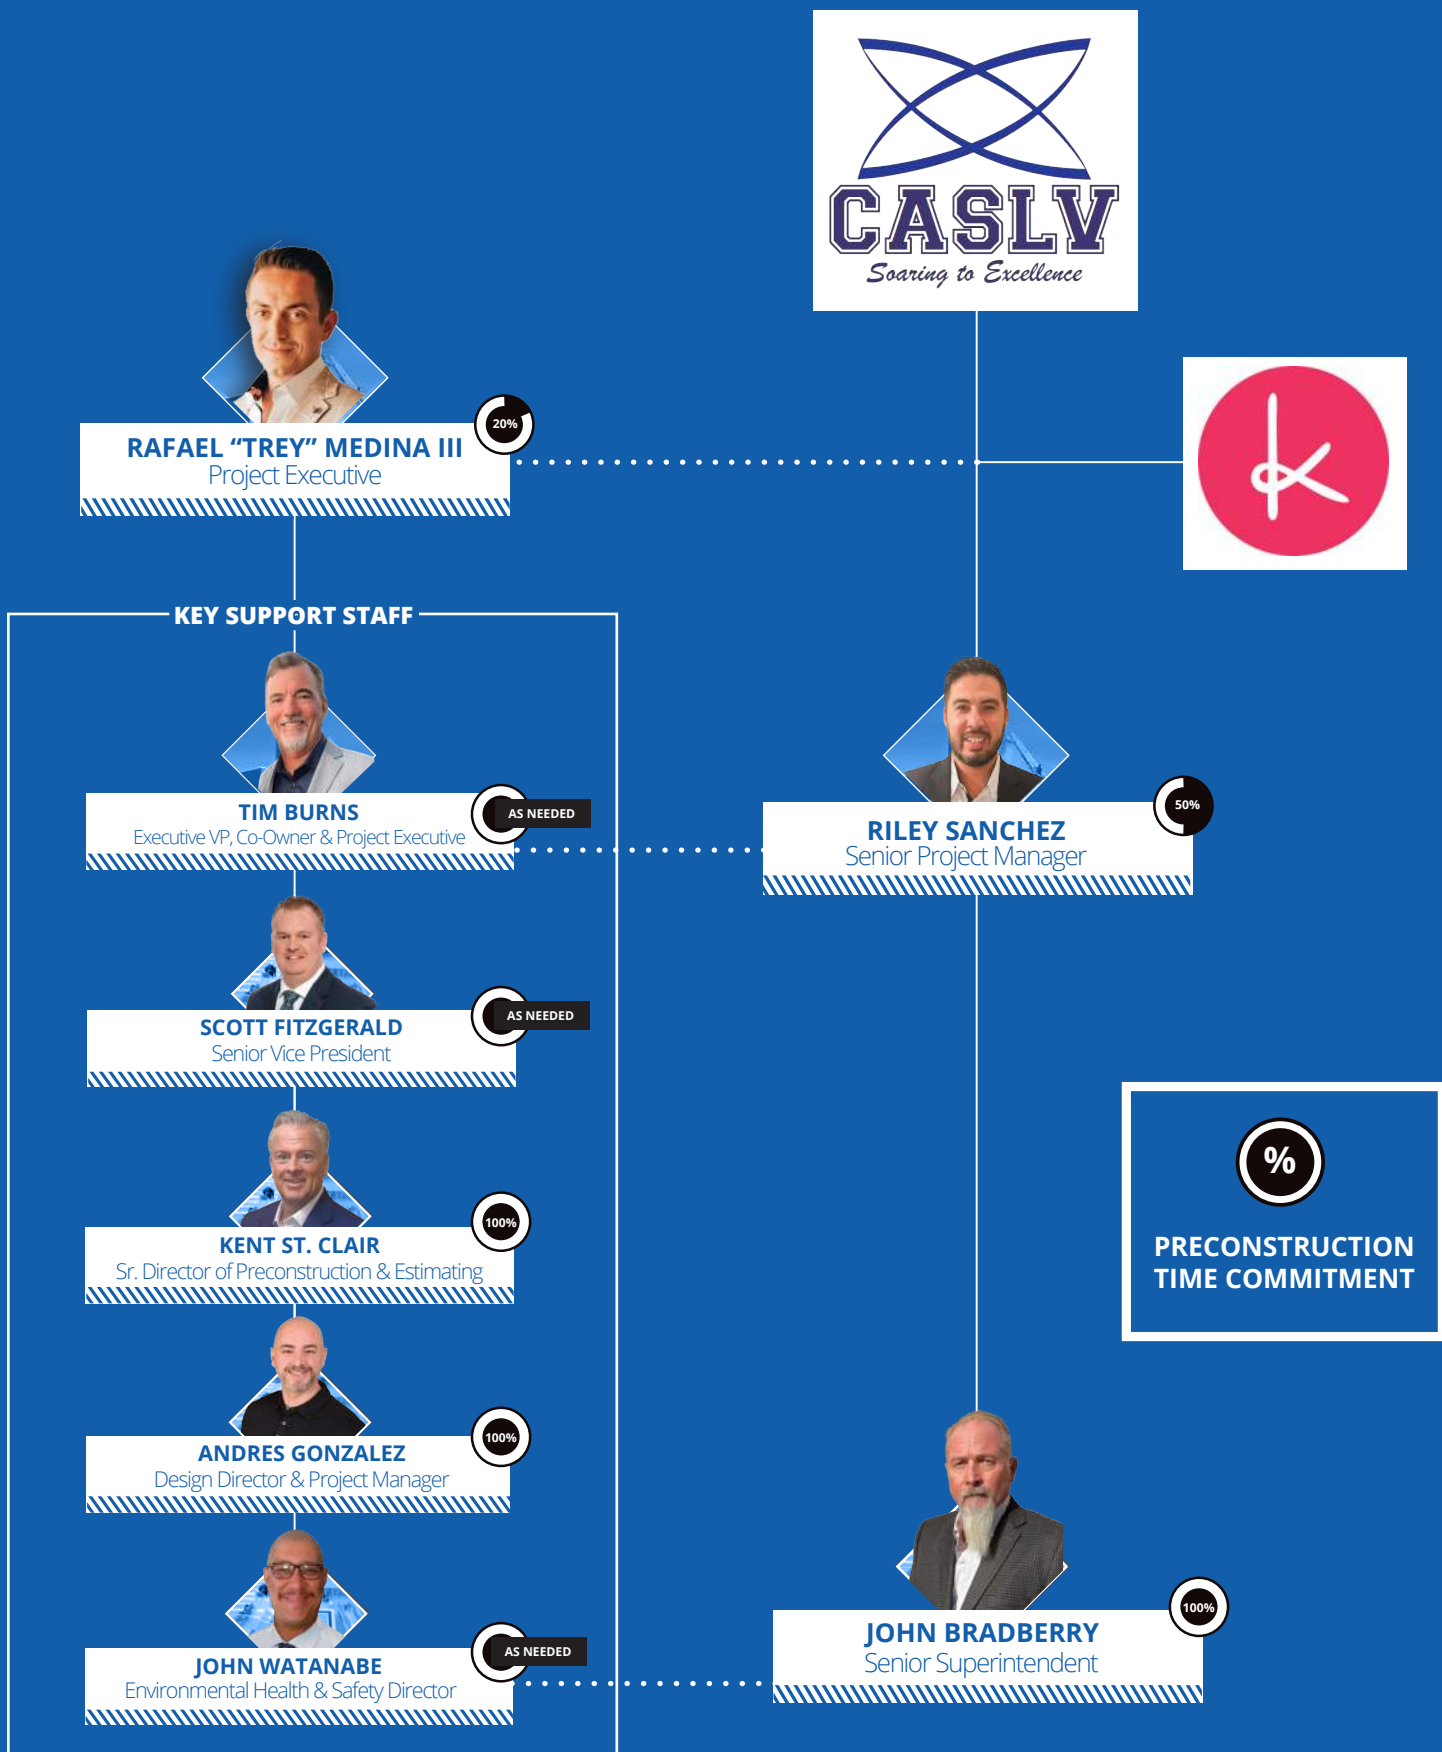 CASLV
Soaring to Excellence
20%
RAFAEL “TREY” MEDINA III
Project Executive
KEY SUPPORT STAFF
AS NEEDED
TIM BURNS
Executive VP, Co-Owner & Project Executive
50%
RILEY SANCHEZ
Senior Project Manager
AS NEEDED
SCOTT FITZGERALD
Senior Vice President
100%
KENT ST. CLAIR
Sr. Director of Preconstruction & Estimating
%
PRECONSTRUCTION
TIME COMMITMENT
100%
ANDRES GONZALEZ
Design Director & Project Manager
100%
JOHN BRADBERRY
Senior Superintendent
AS NEEDED
JOHN WATANABE
Environmental Health & Safety Director